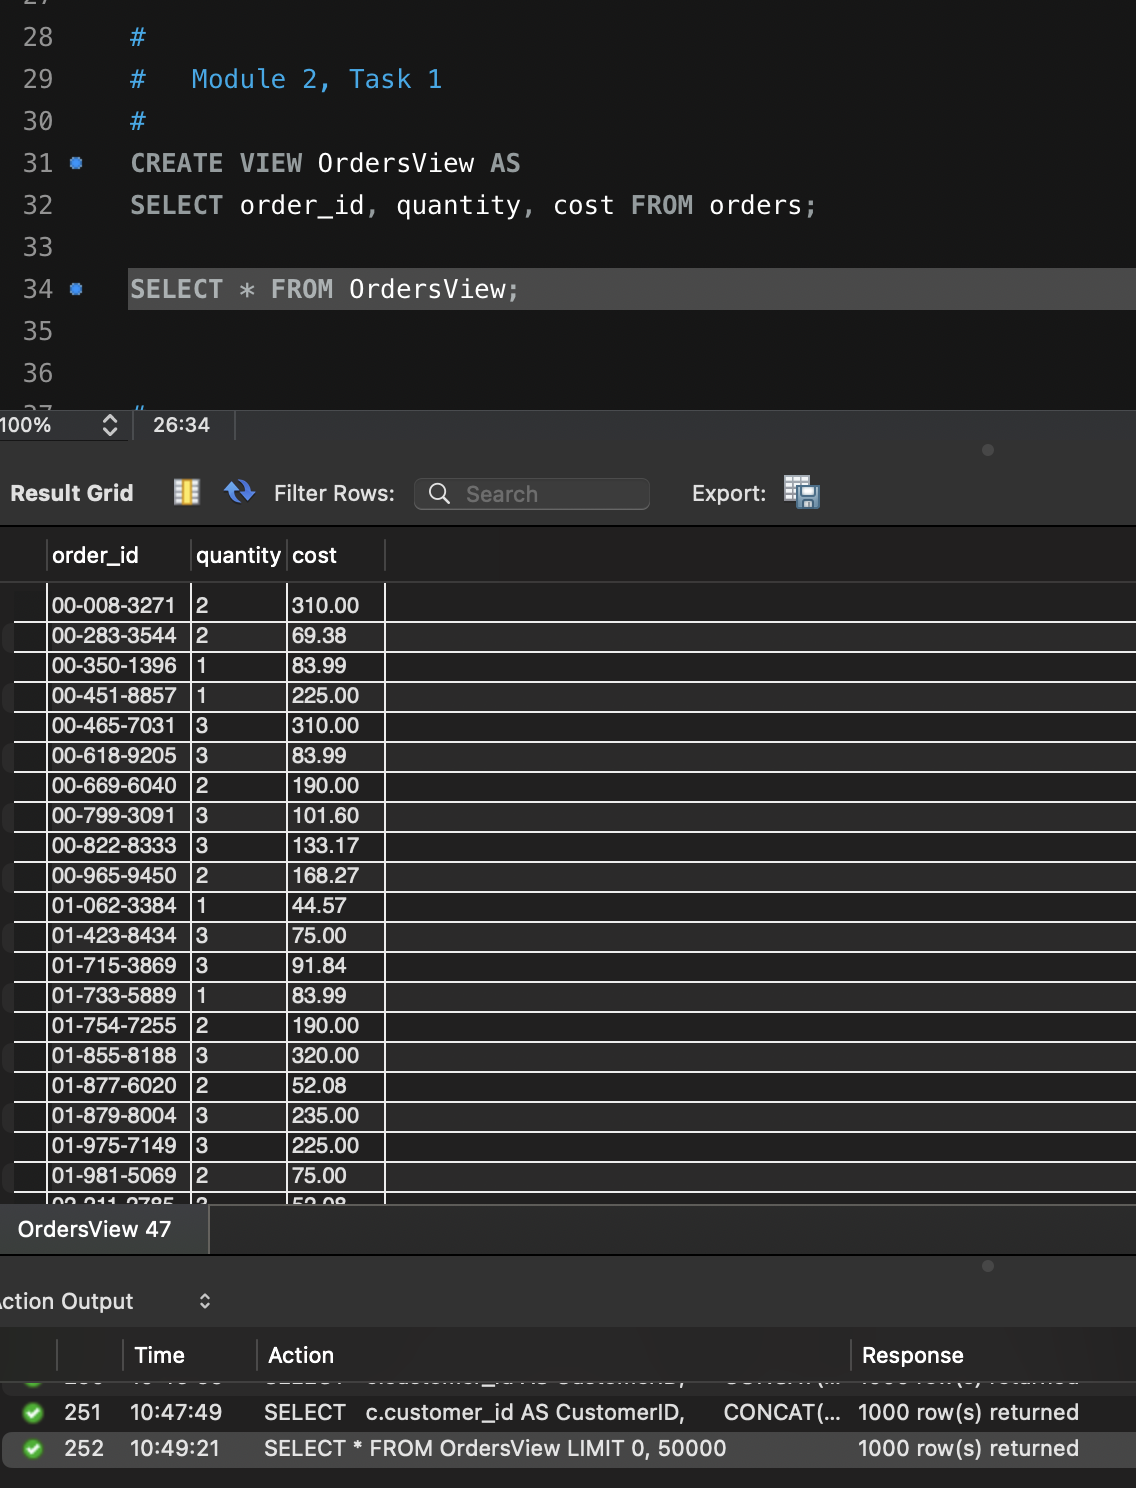 28 #
29 # Module 2, Task 1
30 #
31 CREATE VIEW OrdersView AS
32 SELECT order_id, quantity, cost FROM orders;
33
34 SELECT * FROM OrdersView;
35
36
37 #
100% 26:34
Result Grid Filter Rows: Search Export:
order_id quantity cost
00-008-3271 2 310.00
00-283-3544 2 69.38
00-350-1396 1 83.99
00-451-8857 1 225.00
00-465-7031 3 310.00
00-618-9205 3 83.99
00-669-6040 2 190.00
00-799-3091 3 101.60
00-822-8333 3 133.17
00-965-9450 2 168.27
01-062-3384 1 44.57
01-423-8434 3 75.00
01-715-3869 3 91.84
01-733-5889 1 83.99
01-754-7255 2 190.00
01-855-8188 3 320.00
01-877-6020 2 52.08
01-879-8004 3 235.00
01-975-7149 3 225.00
01-981-5069 2 75.00
OrdersView 47
ction Output
Time Action Response
251 10:47:49 SELECT c.customer_id AS CustomerID, CONCAT(... 1000 row(s) returned
252 10:49:21 SELECT * FROM OrdersView LIMIT 0, 50000 1000 row(s) returned